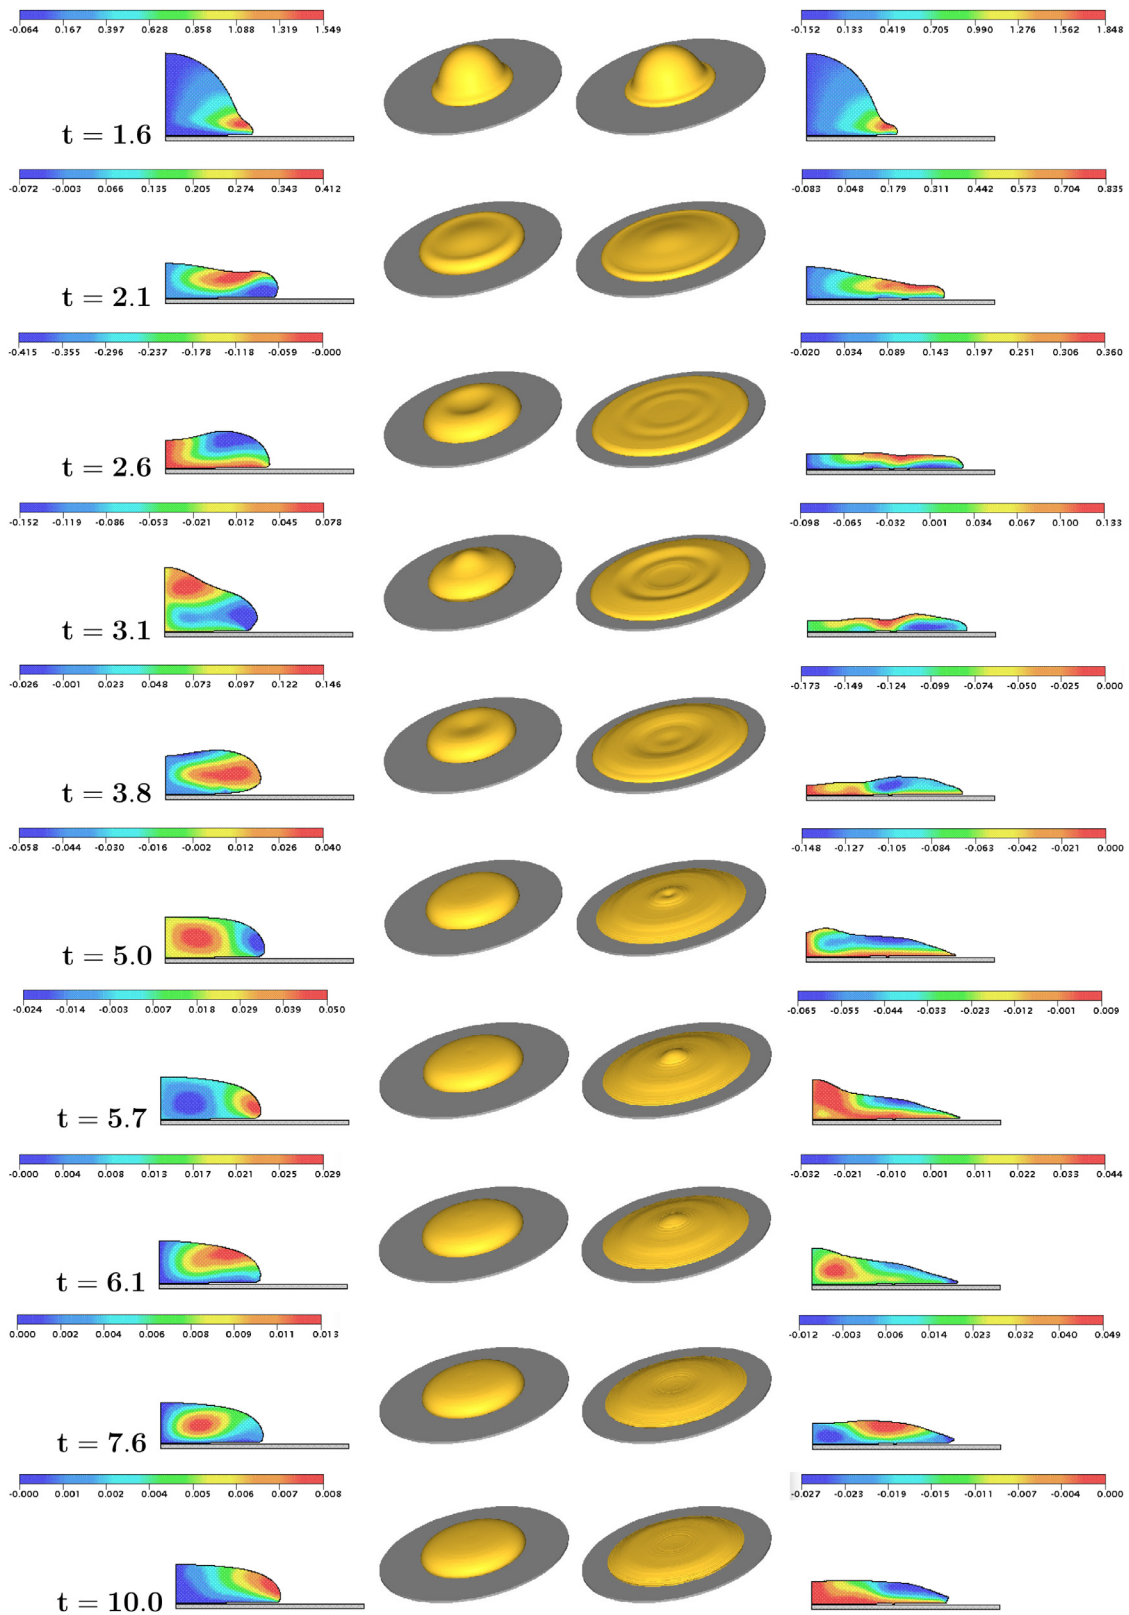 -0.064 0.167 0.397 0.628 0.858 1.088 1.319 1.549
-0.152 0.133 0.419 0.705 0.990 1.276 1.562 1.848
t = 1.6
-0.072 -0.003 0.066 0.135 0.205 0.274 0.343 0.412
-0.083 0.048 0.179 0.311 0.442 0.573 0.704 0.835
t = 2.1
-0.415 -0.355 -0.296 -0.237 -0.178 -0.118 -0.059 -0.000
-0.020 0.034 0.089 0.143 0.197 0.251 0.306 0.360
t = 2.6
-0.152 -0.119 -0.086 -0.053 -0.021 0.012 0.045 0.078
-0.098 -0.065 -0.032 0.001 0.034 0.067 0.100 0.133
t = 3.1
-0.026 -0.001 0.023 0.048 0.073 0.097 0.122 0.146
-0.173 -0.149 -0.124 -0.099 -0.074 -0.050 -0.025 0.000
t = 3.8
-0.058 -0.044 -0.030 -0.016 -0.002 0.012 0.026 0.040
-0.148 -0.127 -0.105 -0.084 -0.063 -0.042 -0.021 0.000
t = 5.0
-0.024 -0.014 -0.003 0.007 0.018 0.029 0.039 0.050
-0.065 -0.055 -0.044 -0.033 -0.023 -0.012 -0.001 0.009
t = 5.7
-0.000 0.004 0.008 0.013 0.017 0.021 0.025 0.029
-0.032 -0.021 -0.010 0.001 0.011 0.022 0.033 0.044
t = 6.1
0.000 0.002 0.004 0.006 0.008 0.009 0.011 0.013
-0.012 -0.003 0.006 0.014 0.023 0.032 0.040 0.049
t = 7.6
-0.000 0.001 0.002 0.004 0.005 0.006 0.007 0.008
-0.027 -0.023 -0.019 -0.015 -0.011 -0.007 -0.004 0.000
t = 10.0